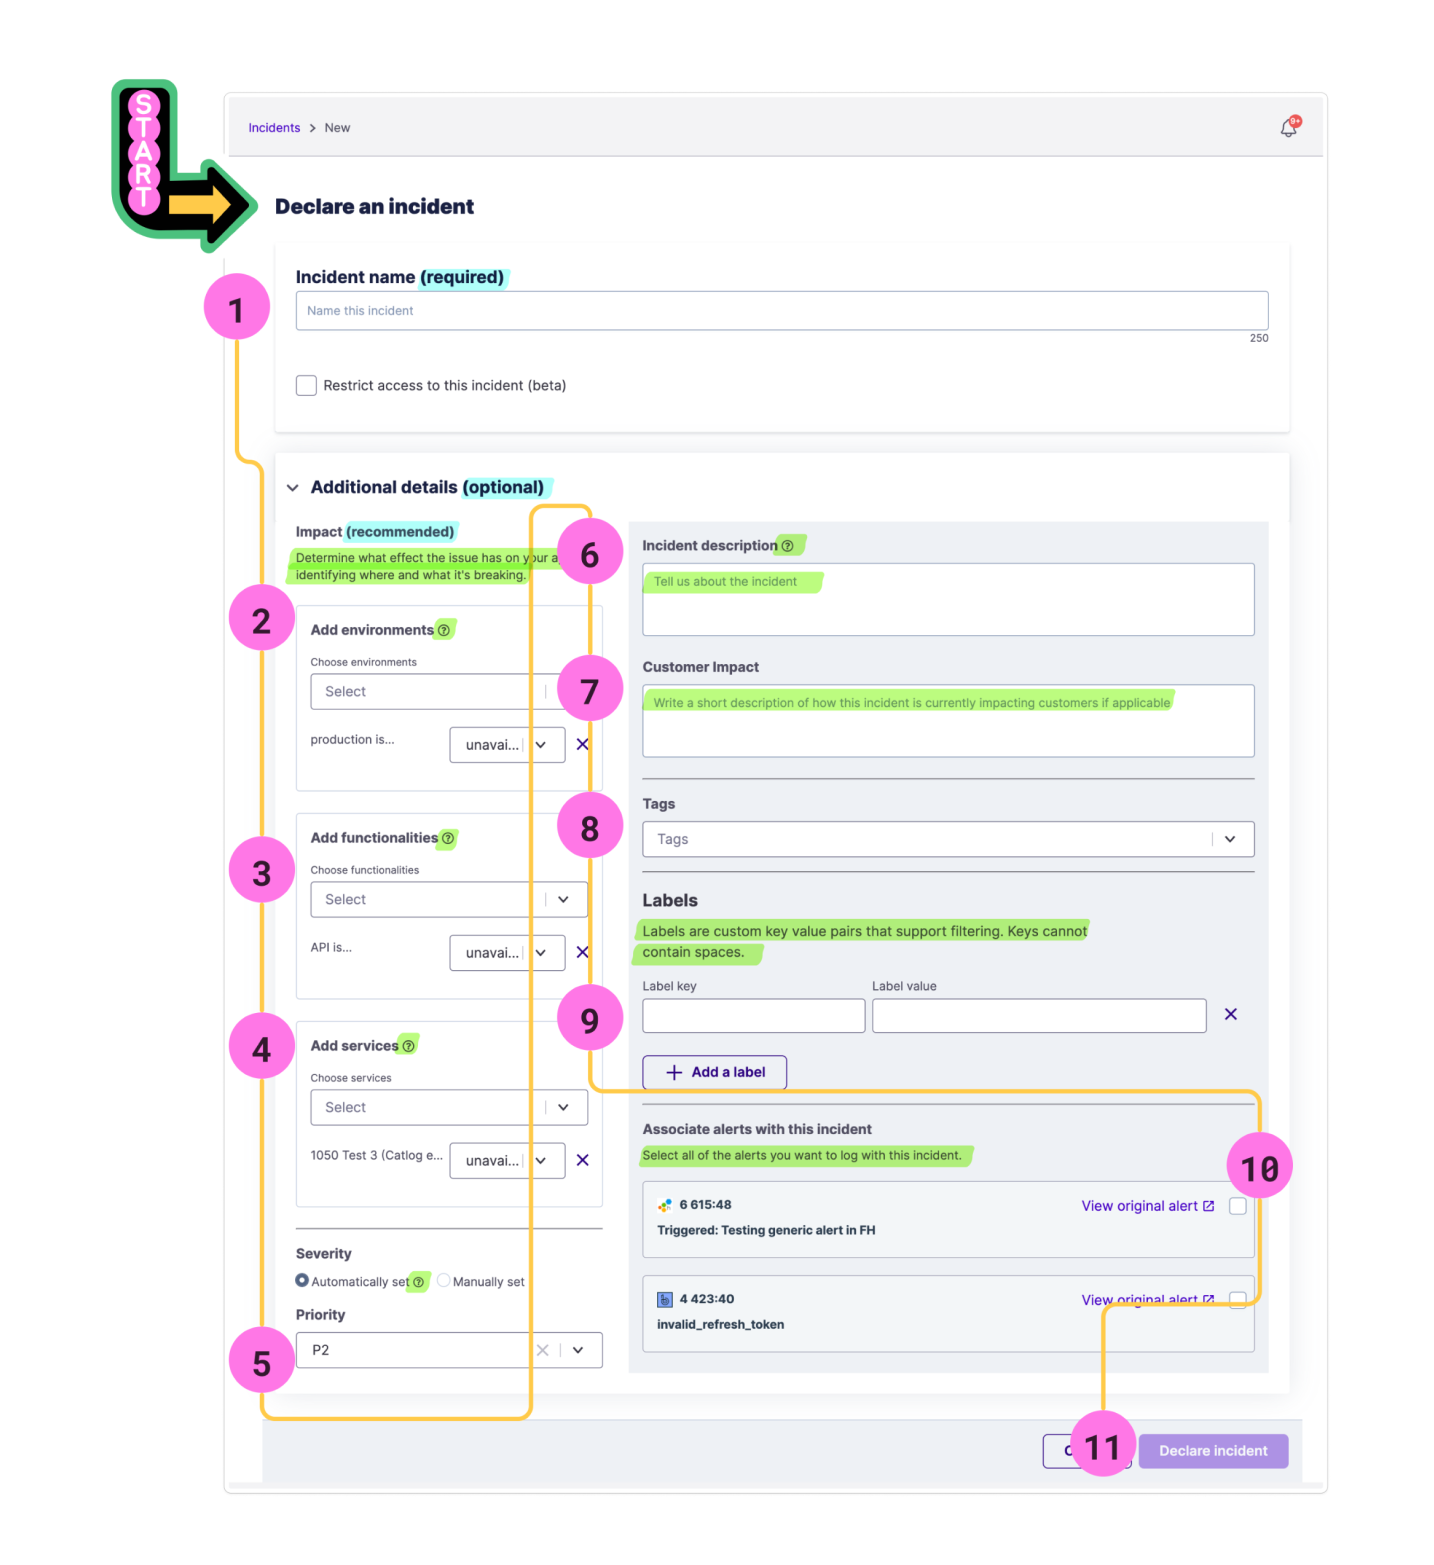 START
Incidents > New
9+
Declare an incident
1
Incident name (required)
Name this incident
250
Restrict access to this incident (beta)
Additional details (optional)
Impact (recommended)
Determine what effect the issue has on your
identifying where and what it's breaking.
2
Add environments
Choose environments
Select
production is...
unavai...
3
Add functionalities
Choose functionalities
Select
API is...
unavai...
4
Add services
Choose services
Select
1050 Test 3 (Catlog e...
unavai...
Severity
Automatically set
Manually set
Priority
5
P2
6
Incident description
Tell us about the incident
7
Customer Impact
Write a short description of how this incident is currently impacting customers if applicable
8
Tags
Tags
Labels
Labels are custom key value pairs that support filtering. Keys cannot
contain spaces.
9
Label key
Label value
+ Add a label
Associate alerts with this incident
Select all of the alerts you want to log with this incident.
10
6 615:48
View original alert
Triggered: Testing generic alert in FH
4 423:40
View original alert
invalid_refresh_token
11
Declare incident